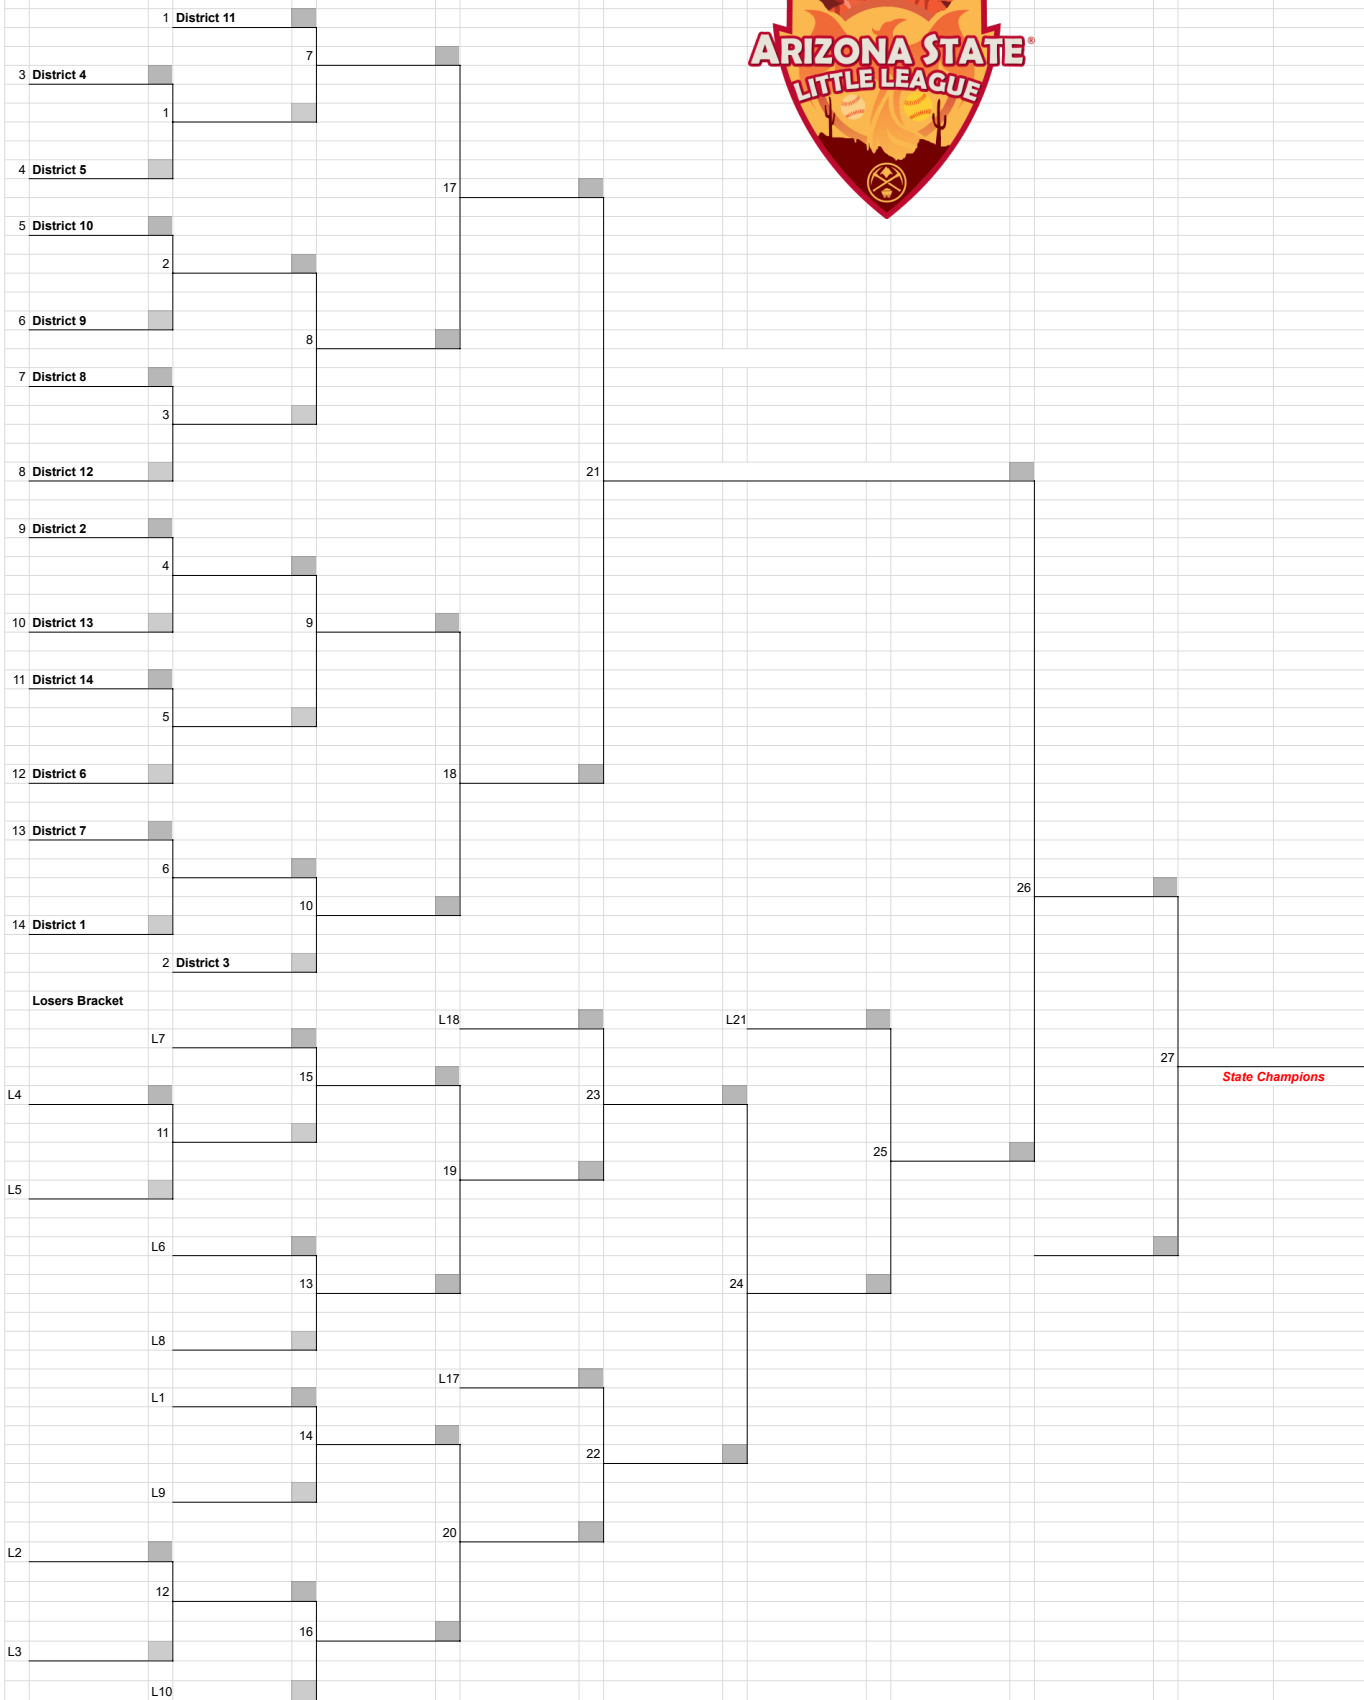 1 District 11
7
ARIZONA STATE®
LITTLE LEAGUE
3 District 4
1
4 District 5
17
5 District 10
2
6 District 9
8
7 District 8
3
8 District 12
21
9 District 2
4
10 District 13
9
11 District 14
5
12 District 6
18
13 District 7
6
26
10
14 District 1
2 District 3
Losers Bracket
L18
L21
L7
27
15
State Champions
L4
23
11
25
19
L5
L6
13
24
L8
L17
L1
14
22
L9
20
L2
12
16
L3
L10